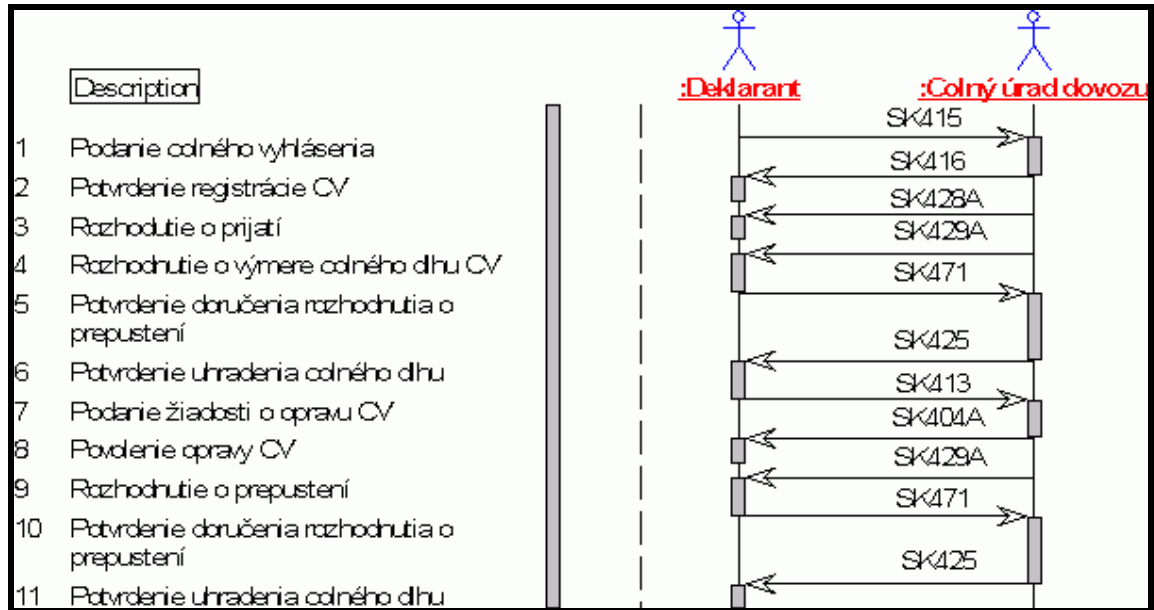 Description
:Deklarant
:Colný úrad dovozu
SK415
1 Podanie colného vyhlásenia
SK416
2 Potvrdenie registrácie CV
SK428A
3 Rozhodutie o prijatí
SK429A
4 Rozhodnutie o výmere colného dlhu CV
SK471
5 Potvrdenie doručenia rozhodnutia o
prepustení
SK425
6 Potvrdenie uhradenia colného dlhu
SK413
7 Podanie žiadosti o opravu CV
SK404A
8 Povolenie opravy CV
SK429A
9 Rozhodnutie o prepustení
SK471
10 Potvrdenie doručenia rozhodnutia o
prepustení
SK425
11 Potvrdenie uhradenia colného dlhu